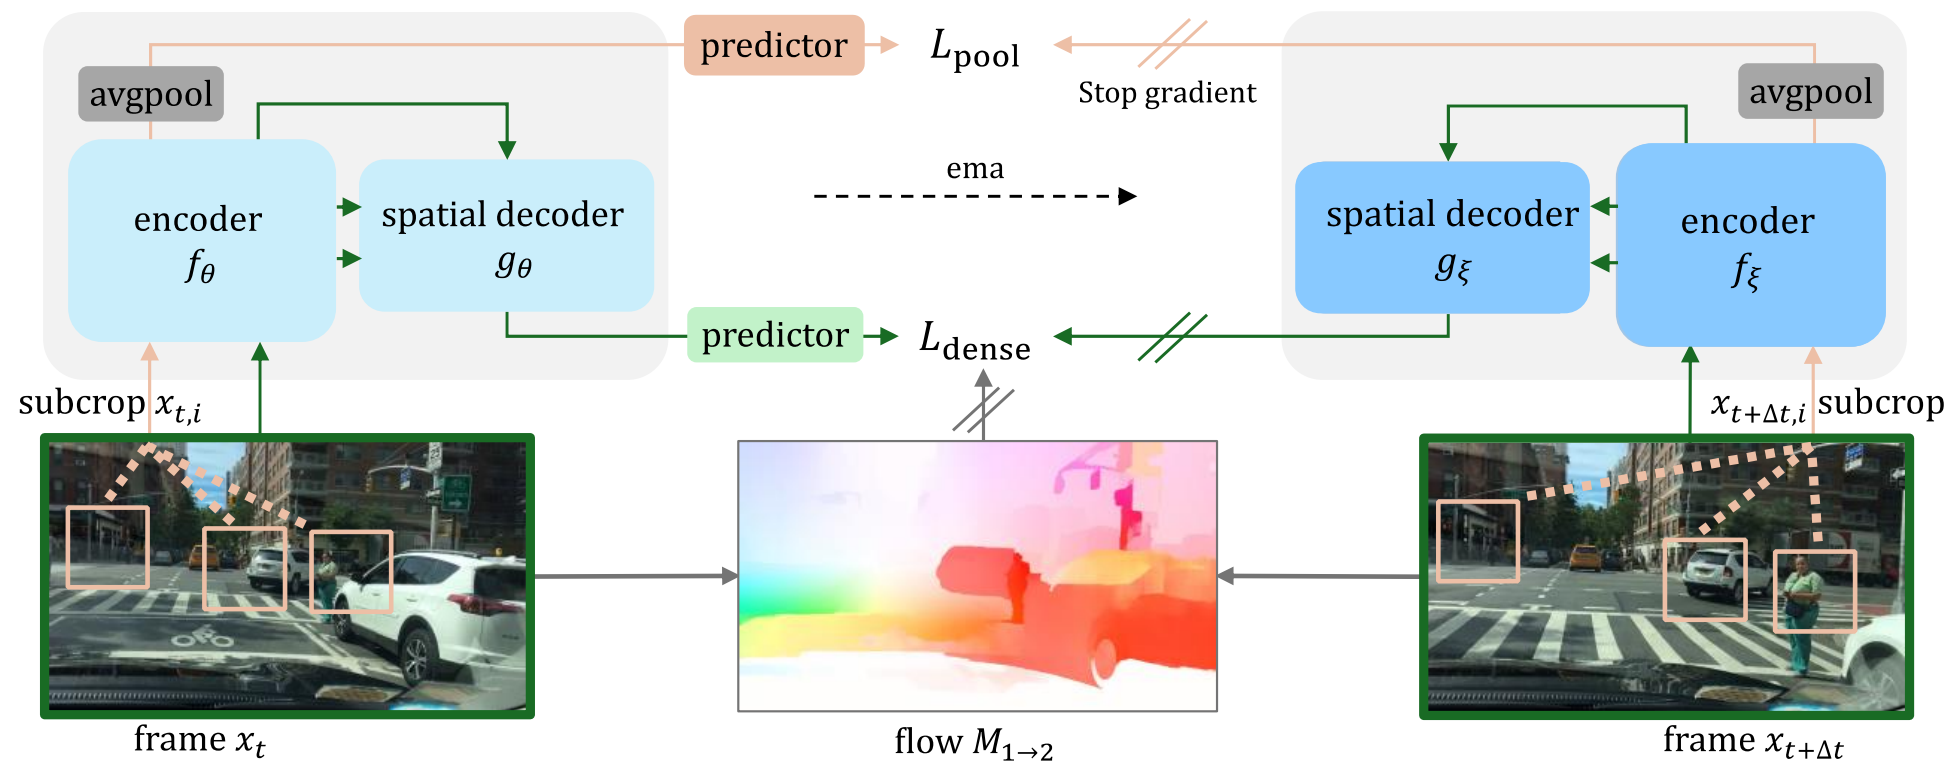 predictor
L_pool
avgpool
Stop gradient
avgpool
ema
encoder
f_θ
spatial decoder
g_θ
spatial decoder
g_ξ
encoder
f_ξ
predictor
L_dense
subcrop x_{t,i}
x_{t+Δt,i} subcrop
25
frame x_t
flow M_{1→2}
frame x_{t+Δt}